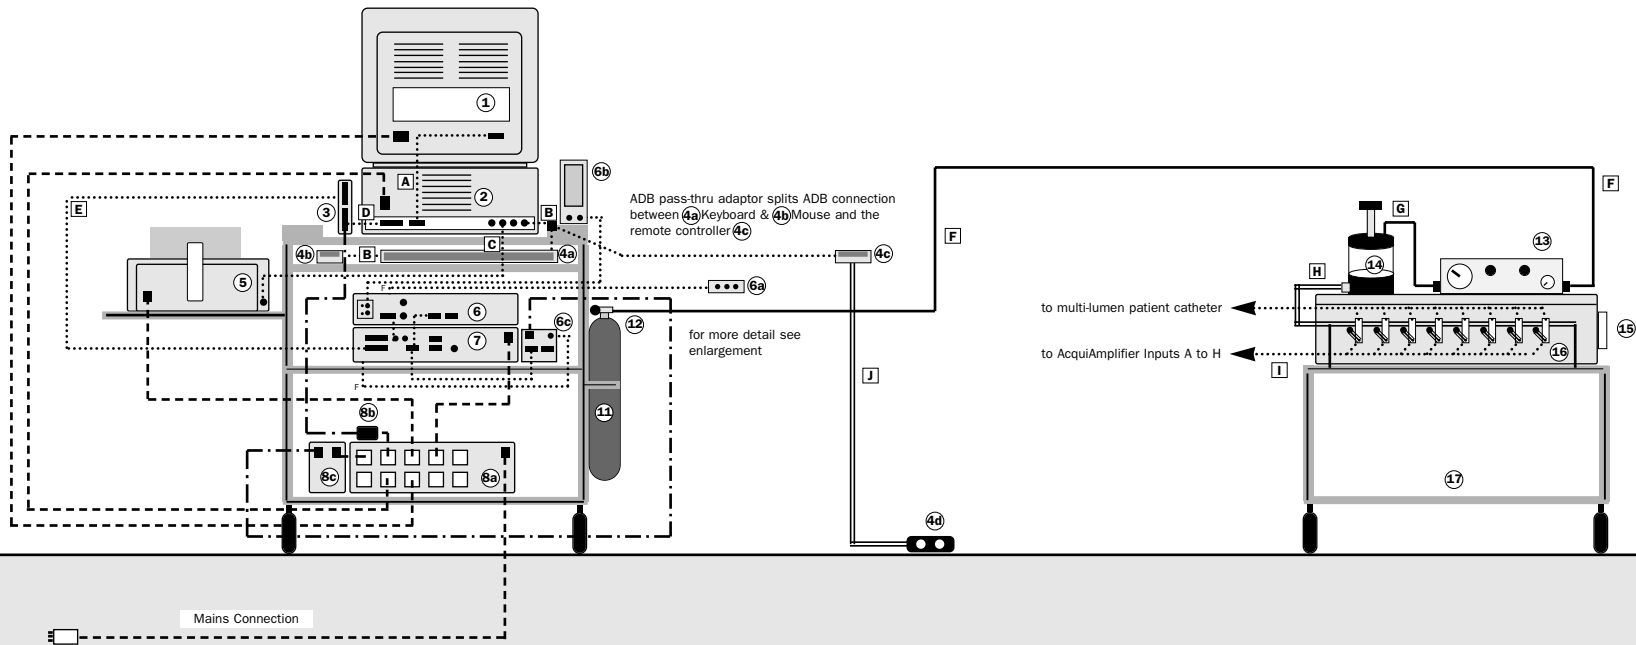 1
6b
A
2
E
3
D
B
ADB pass-thru adaptor splits ADB connection
between 4a Keyboard & 4b Mouse and the
remote controller 4c
F
G
F
C
4b
B
4a
4c
13
14
H
5
F
6a
to multi-lumen patient catheter
6
6c
12
15
7
for more detail see
enlargement
to AcquiAmplifier Inputs A to H
16
F
J
I
8b
11
8c
8a
17
4d
Mains Connection